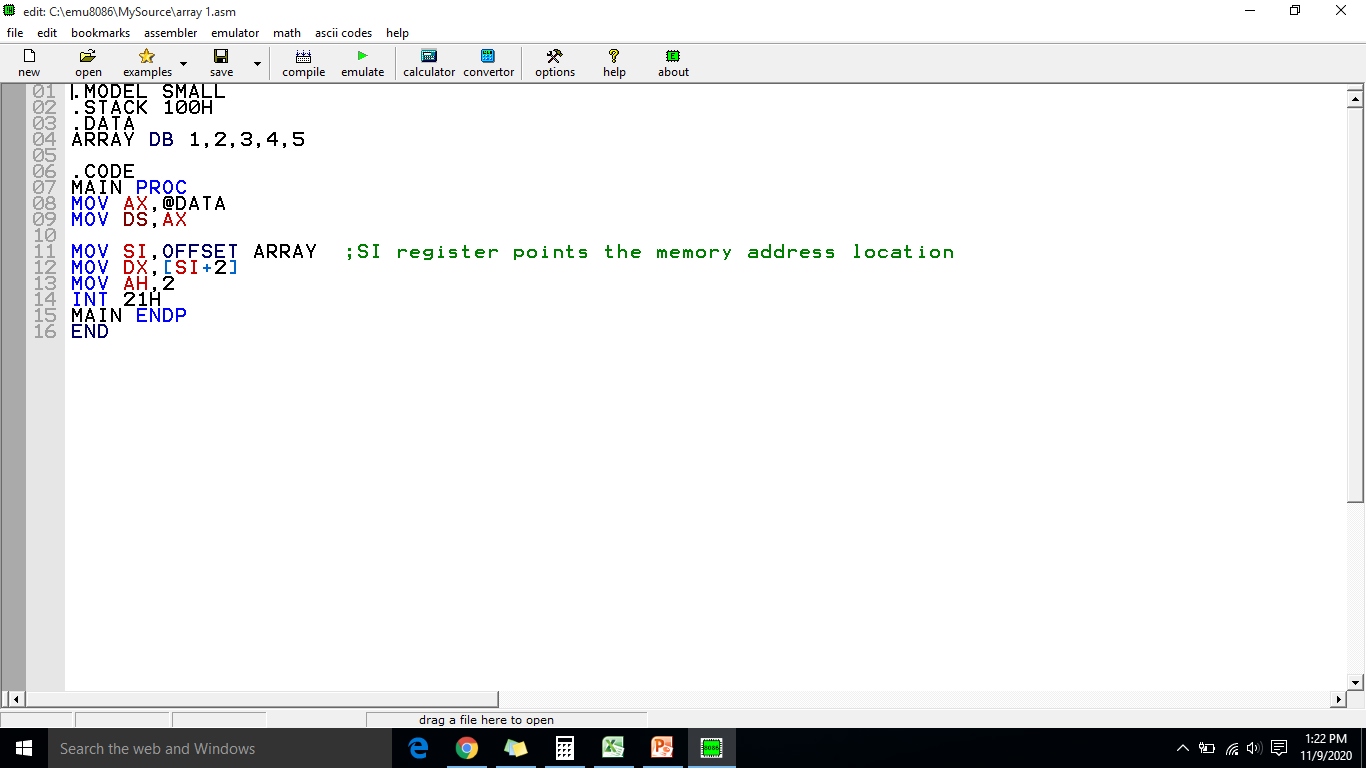 edit: C:\emu8086\MySource\array 1.asm
file edit bookmarks assembler emulator math ascii codes help
new open examples save compile emulate calculator convertor options help about
01 .MODEL SMALL
02 .STACK 100H
03 .DATA
04 ARRAY DB 1,2,3,4,5
05
06 .CODE
07 MAIN PROC
08 MOV AX,@DATA
09 MOV DS,AX
10
11 MOV SI,OFFSET ARRAY ;SI register points the memory address location
12 MOV DX,[SI+2]
13 MOV AH,2
14 INT 21H
15 MAIN ENDP
16 END
drag a file here to open
Search the web and Windows
8086
1:22 PM
11/9/2020